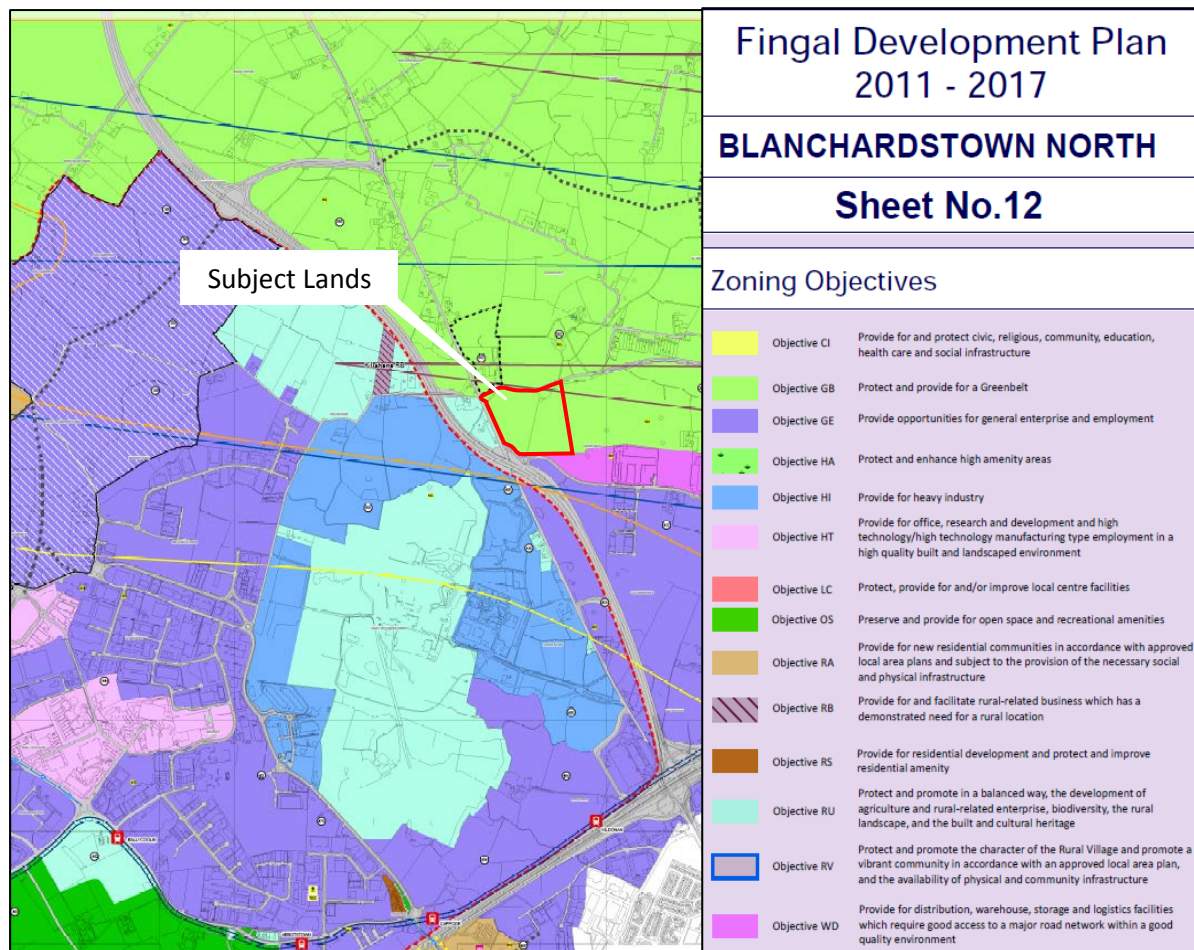 Fingal Development Plan
2011 - 2017
BLANCHARDSTOWN NORTH
Sheet No.12
Zoning Objectives
Objective CI
Provide for and protect civic, religious, community, education,
health care and social infrastructure
Objective GB
Protect and provide for a Greenbelt
Objective GE
Provide opportunities for general enterprise and employment
Objective HA
Protect and enhance high amenity areas
Objective HI
Provide for heavy industry
Objective HT
Provide for office, research and development and high
technology/high technology manufacturing type employment in a
high quality built and landscaped environment
Objective LC
Protect, provide for and/or improve local centre facilities
Objective OS
Preserve and provide for open space and recreational amenities
Objective RA
Provide for new residential communities in accordance with approved
local area plans and subject to the provision of the necessary social
and physical infrastructure
Objective RB
Provide for and facilitate rural-related business which has a
demonstrated need for a rural location
Objective RS
Provide for residential development and protect and improve
residential amenity
Objective RU
Protect and promote in a balanced way, the development of
agriculture and rural-related enterprise, biodiversity, the rural
landscape, and the built and cultural heritage
Objective RV
Protect and promote the character of the Rural Village and promote a
vibrant community in accordance with an approved local area plan,
and the availability of physical and community infrastructure
Objective WD
Provide for distribution, warehouse, storage and logistics facilities
which require good access to a major road network within a good
quality environment
Subject Lands
KILDONAN
BALLYCOOLIN
CAPPOGE
ABBOTSTOWN